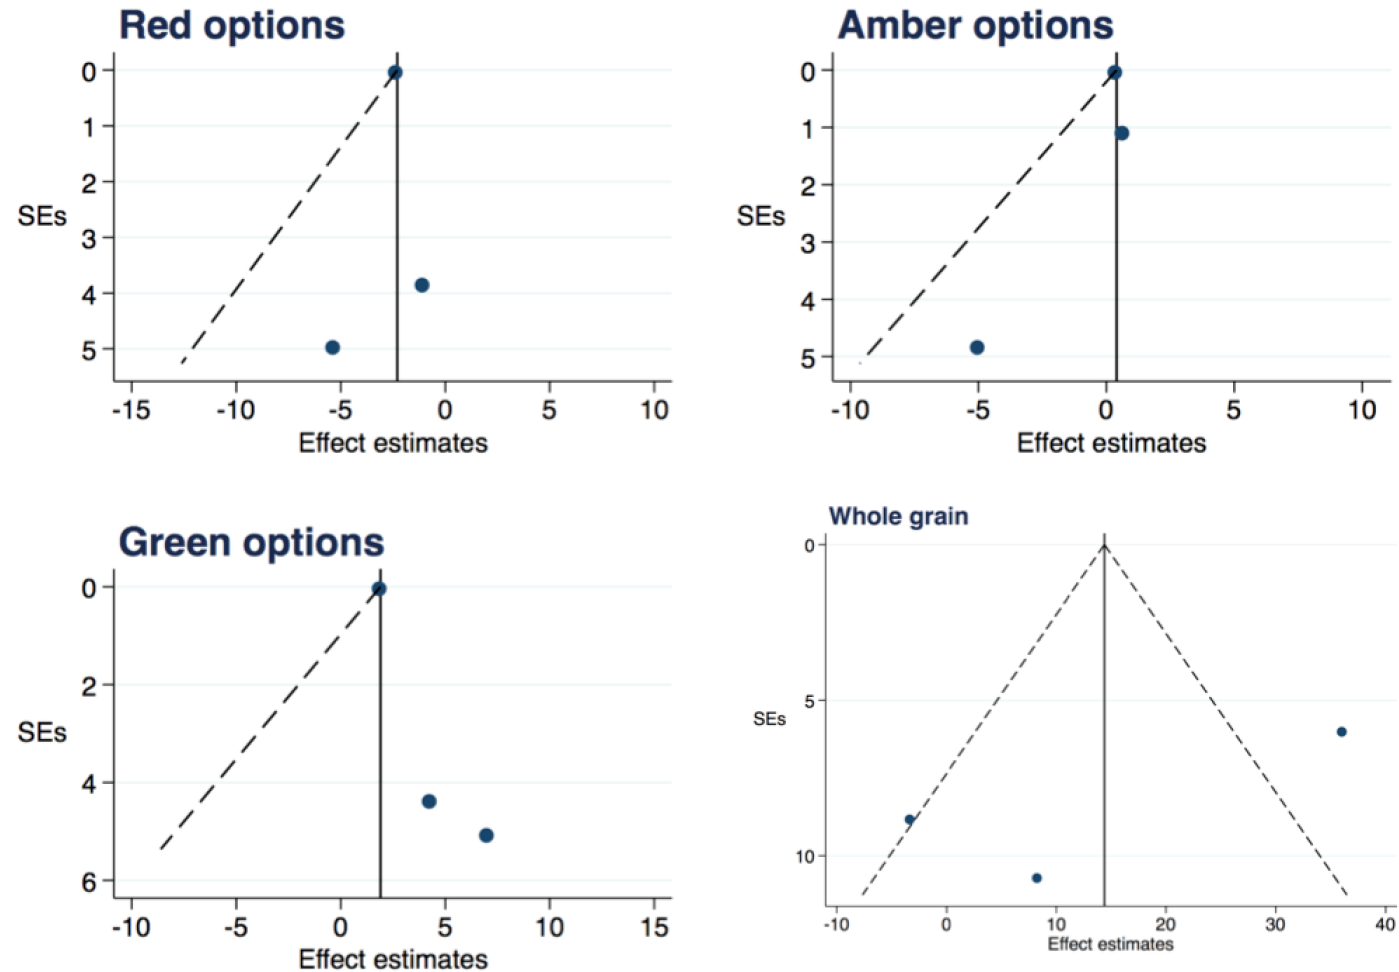 Red options
0
1
2
SEs
3
4
5
-15 -10 -5 0 5 10
Effect estimates
Amber options
0
1
2
SEs
3
4
5
-10 -5 0 5 10
Effect estimates
Green options
0
2
SEs
4
6
-10 -5 0 5 10 15
Effect estimates
Whole grain
0
5
SEs
10
-10 0 10 20 30 40
Effect estimates